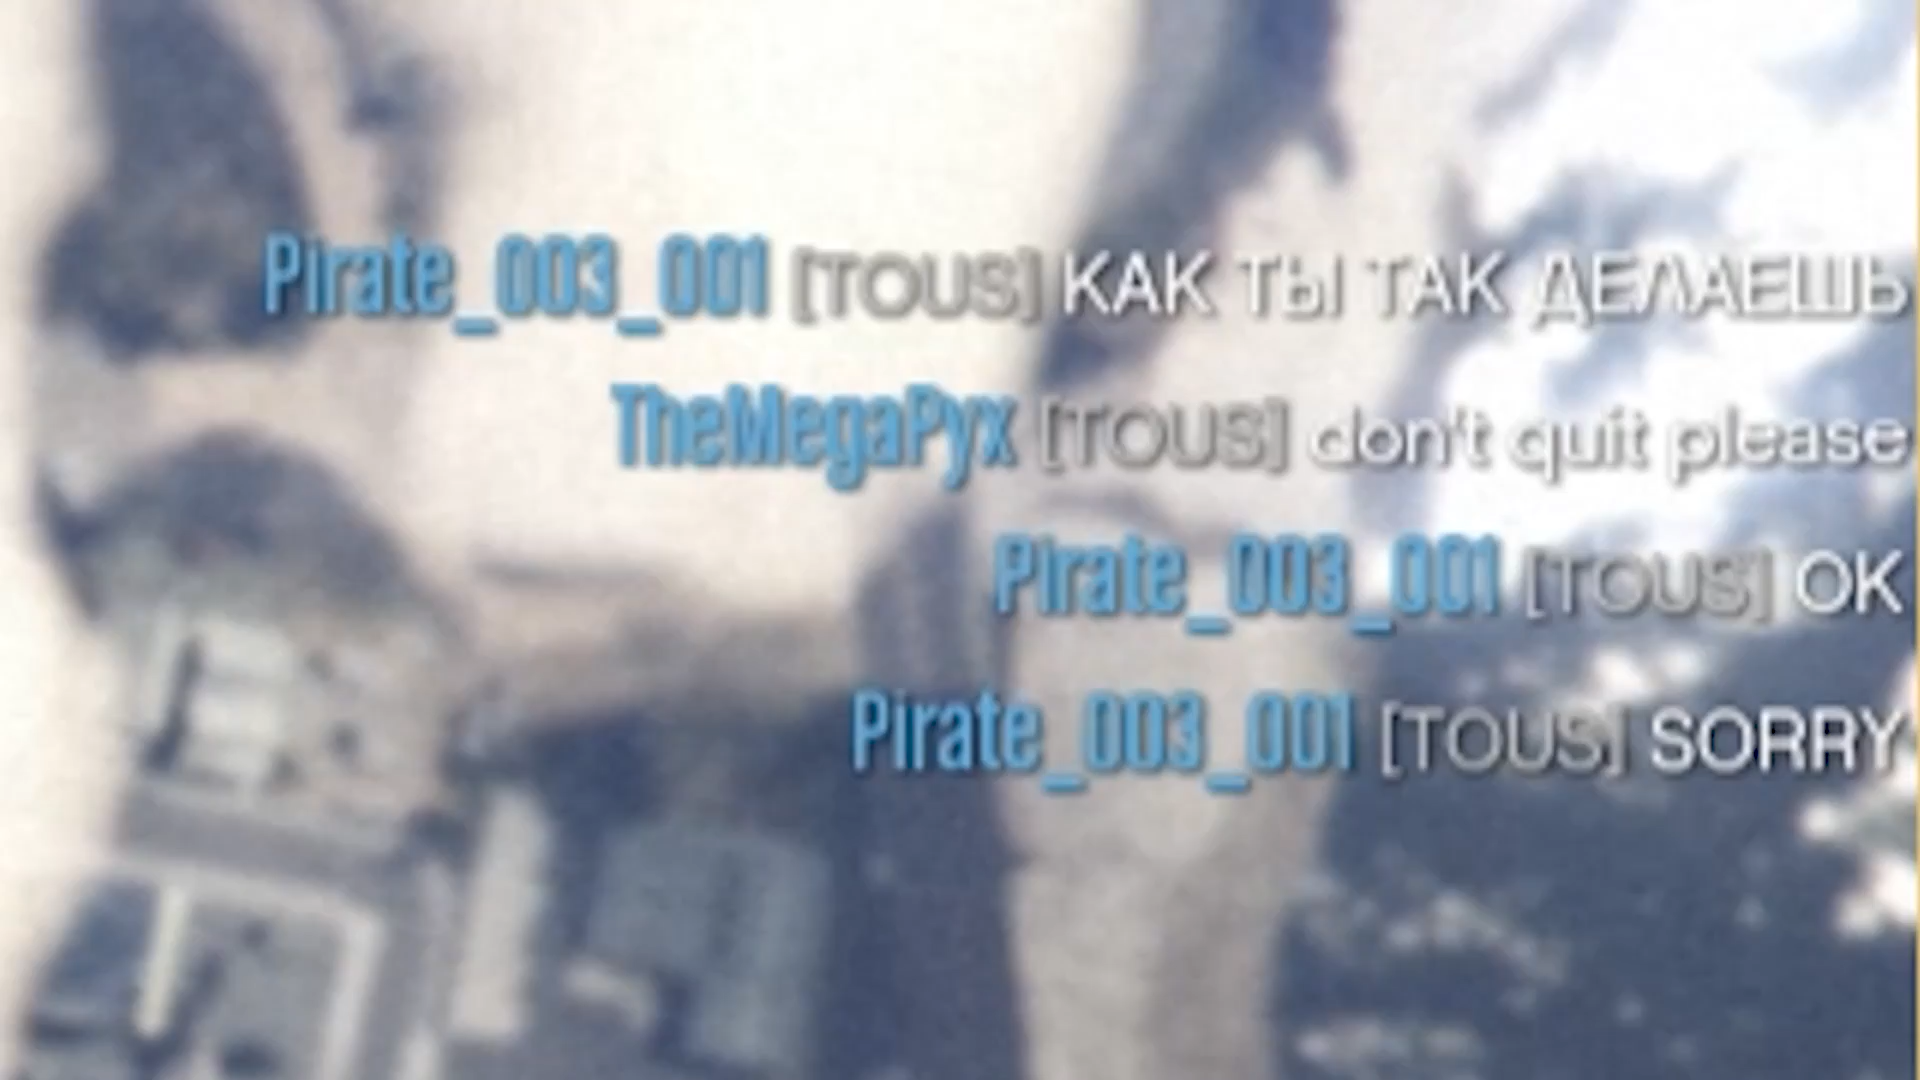 Pirate_003_001 [TOUS] КАК ТЫ ТАК ДЕЛАЕШЬ
TheMegaPyx [TOUS] don't quit please
Pirate_003_001 [TOUS] OK
Pirate_003_001 [TOUS] SORRY